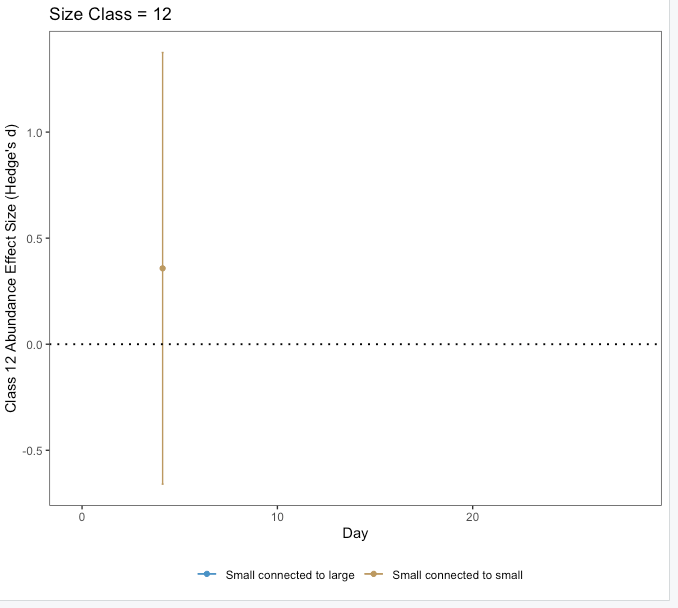 Size Class = 12
Class 12 Abundance Effect Size (Hedge's d)
1.0
0.5
0.0
-0.5
0 10 20
Day
Small connected to large Small connected to small